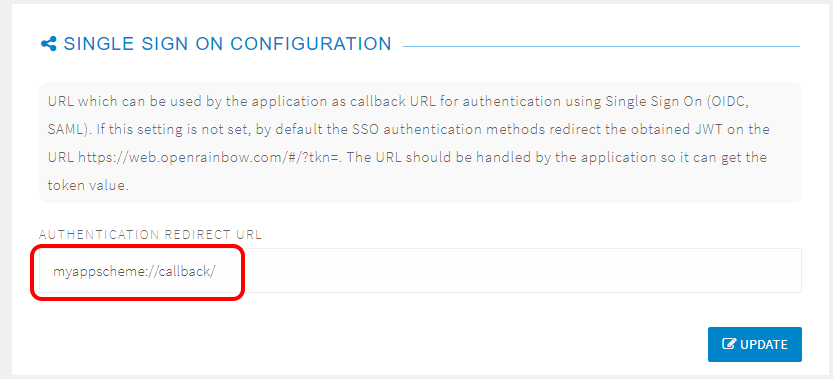 SINGLE SIGN ON CONFIGURATION
URL which can be used by the application as callback URL for authentication using Single Sign On (OIDC,
SAML). If this setting is not set, by default the SSO authentication methods redirect the obtained JWT on the
URL https://web.openrainbow.com/#/?tkn=. The URL should be handled by the application so it can get the
token value.
AUTHENTICATION REDIRECT URL
myappscheme://callback/
UPDATE